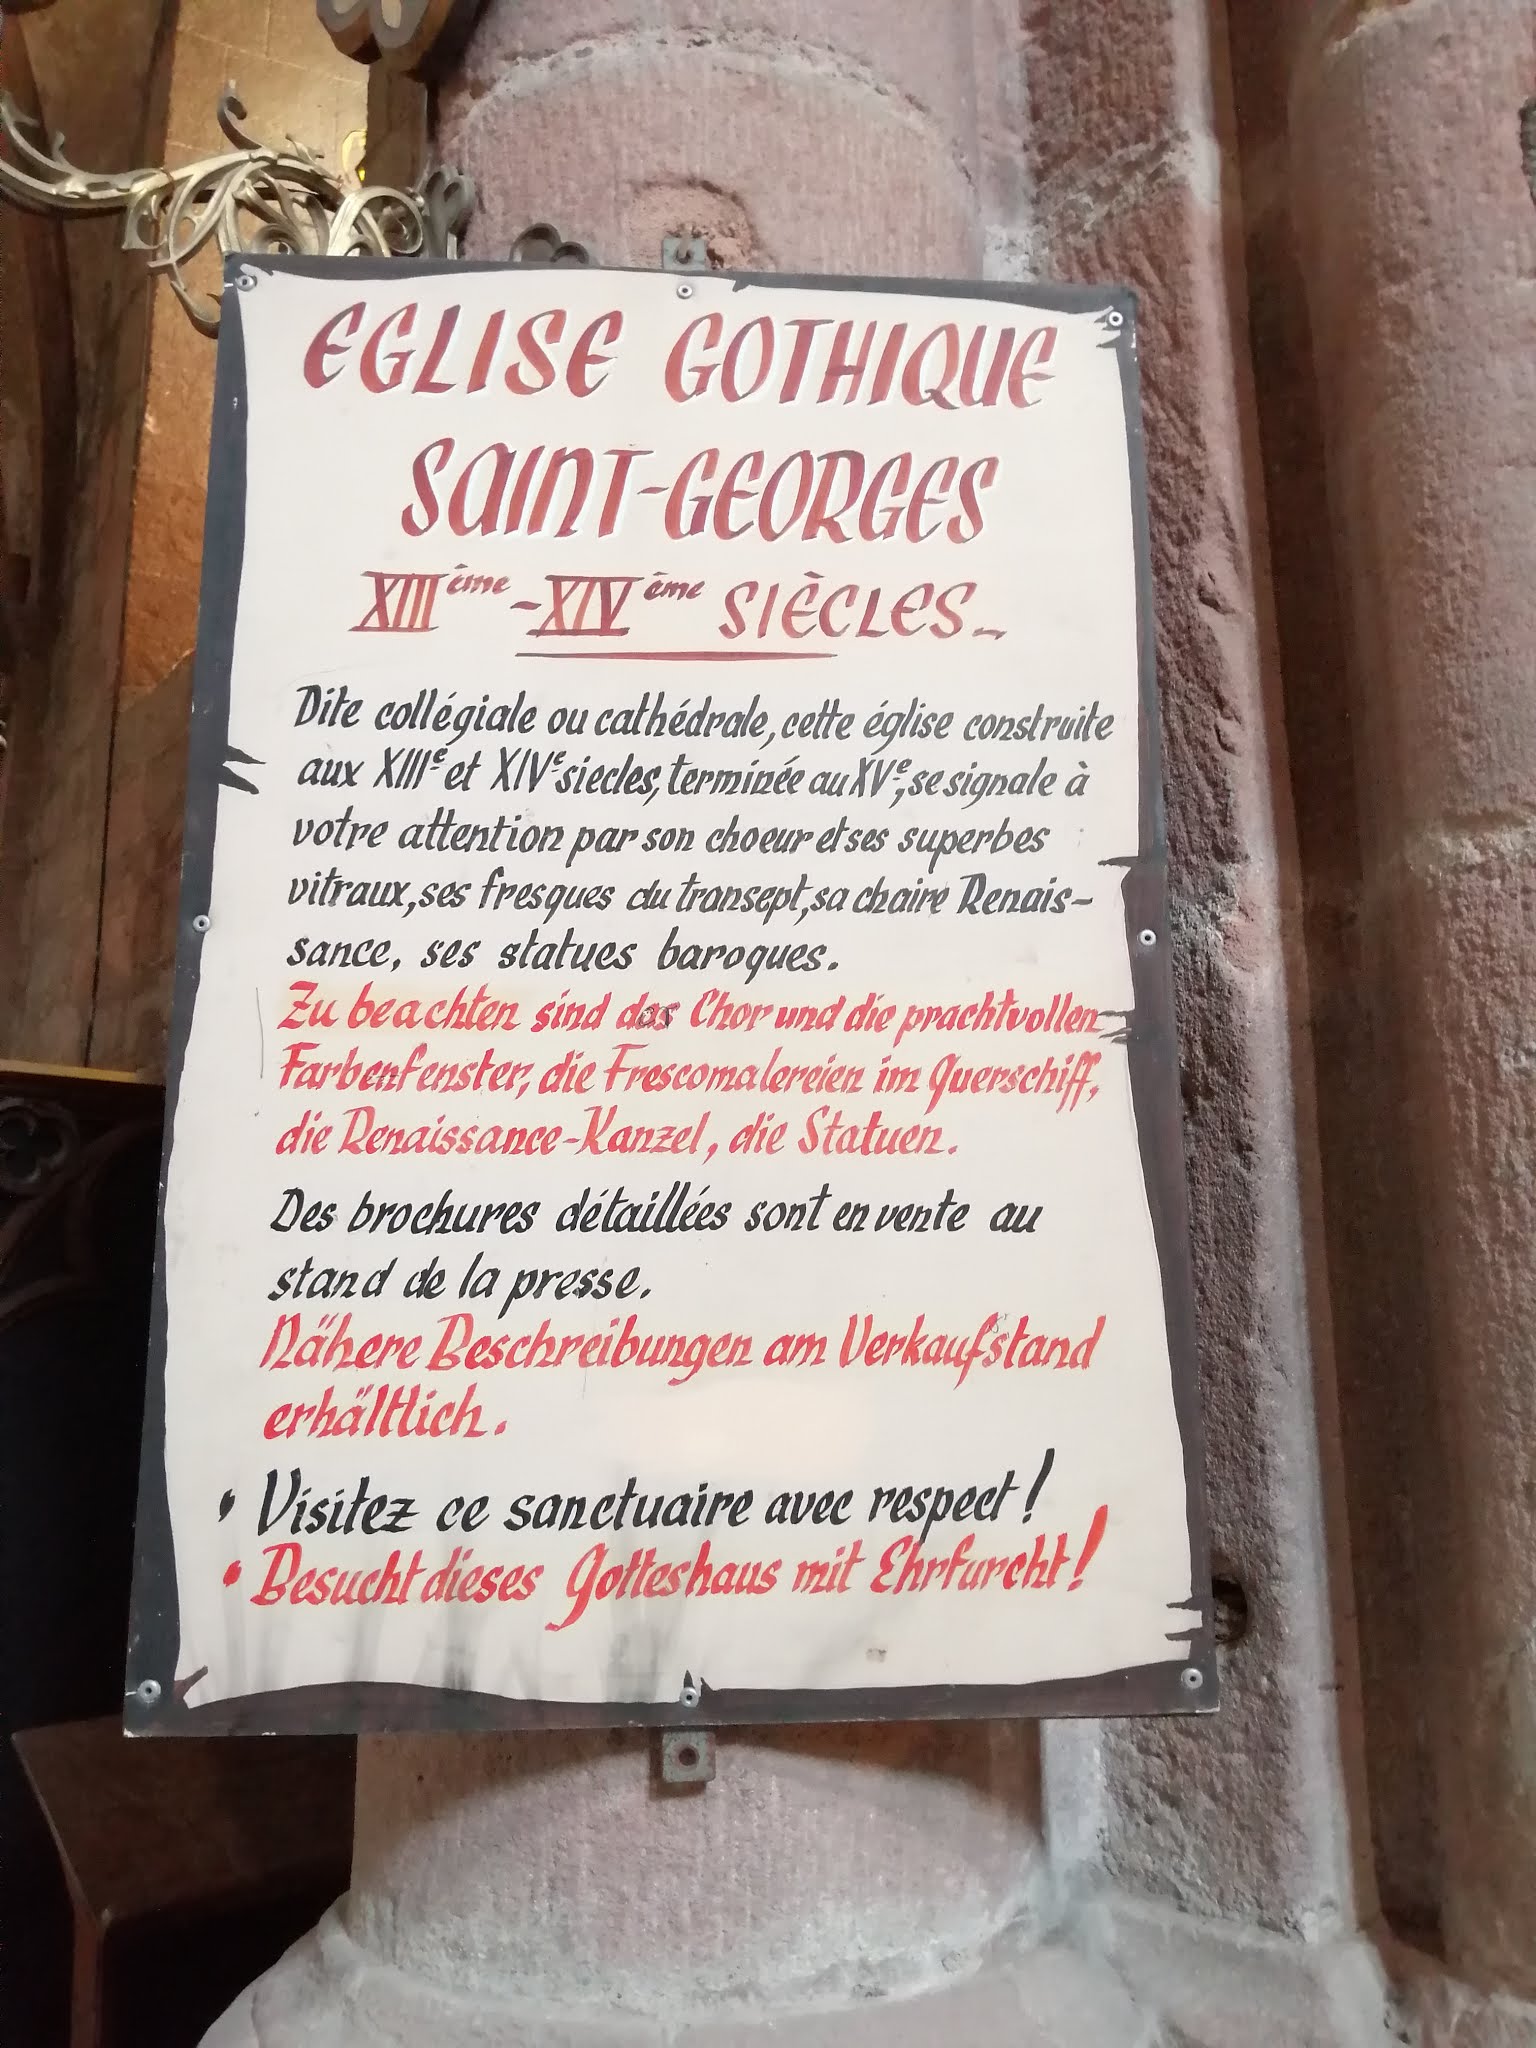 EGLISE GOTHIQUE
SAINT-GEORGES
XIIIème-XIVème SIÈCLES-
Dite collégiale ou cathédrale, cette église construite
aux XIIIe et XIVe siecles, terminée au XVe, se signale à
votre attention par son choeur et ses superbes
vitraux, ses fresques du transept, sa chaire Renais-
sance, ses statues baroques.
Zu beachten sind das Chor und die prachtvollen
Farbenfenster, die Frescomalereien im Querschiff,
die Renaissance-Kanzel, die Statuen.
Des brochures détaillées sont en vente au
stand de la presse.
Nähere Beschreibungen am Verkaufstand
erhältlich.
• Visitez ce sanctuaire avec respect!
• Besucht dieses Gotteshaus mit Ehrfurcht!